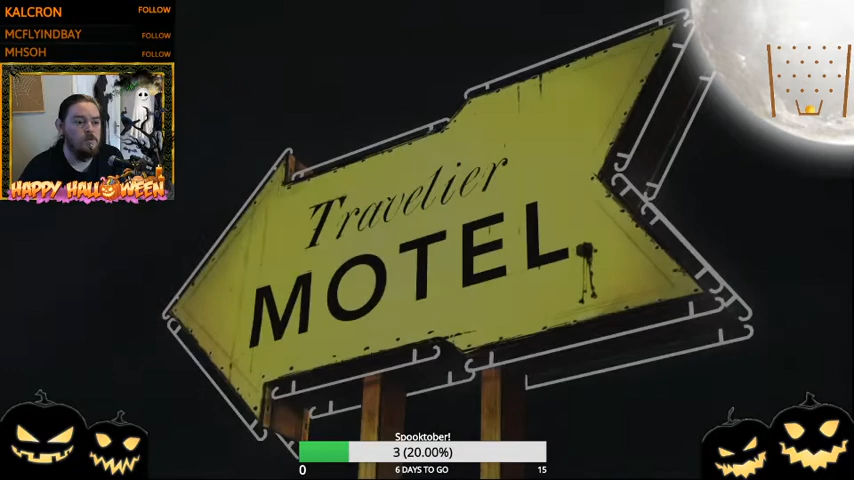 KALCRON FOLLOW
MCFLYINDBAY FOLLOW
MHSOH FOLLOW
HAPPY HALLOWEEN
Travelier
MOTEL
Spooktober!
3 (20.00%)
0 6 DAYS TO GO 15